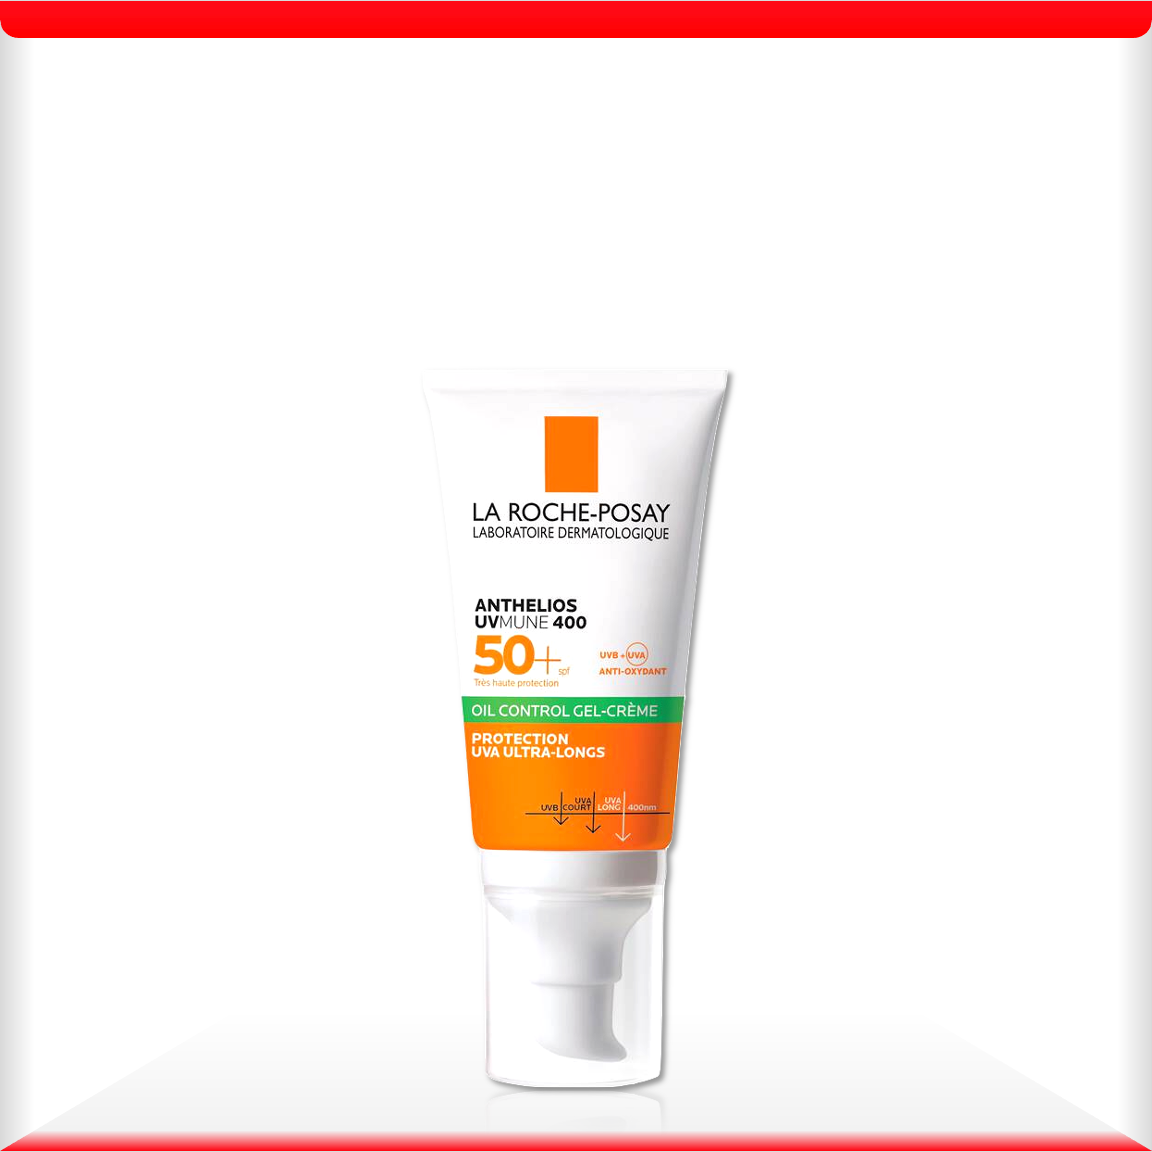 LA ROCHE-POSAY
LABORATOIRE DERMATOLOGIQUE
ANTHELIOS
UVMUNE 400
50+ spf
Très haute protection
UVB + UVA
ANTI-OXYDANT
OIL CONTROL GEL-CRÈME
PROTECTION
UVA ULTRA-LONGS
UVB
UVA COURT
UVA LONG
400nm